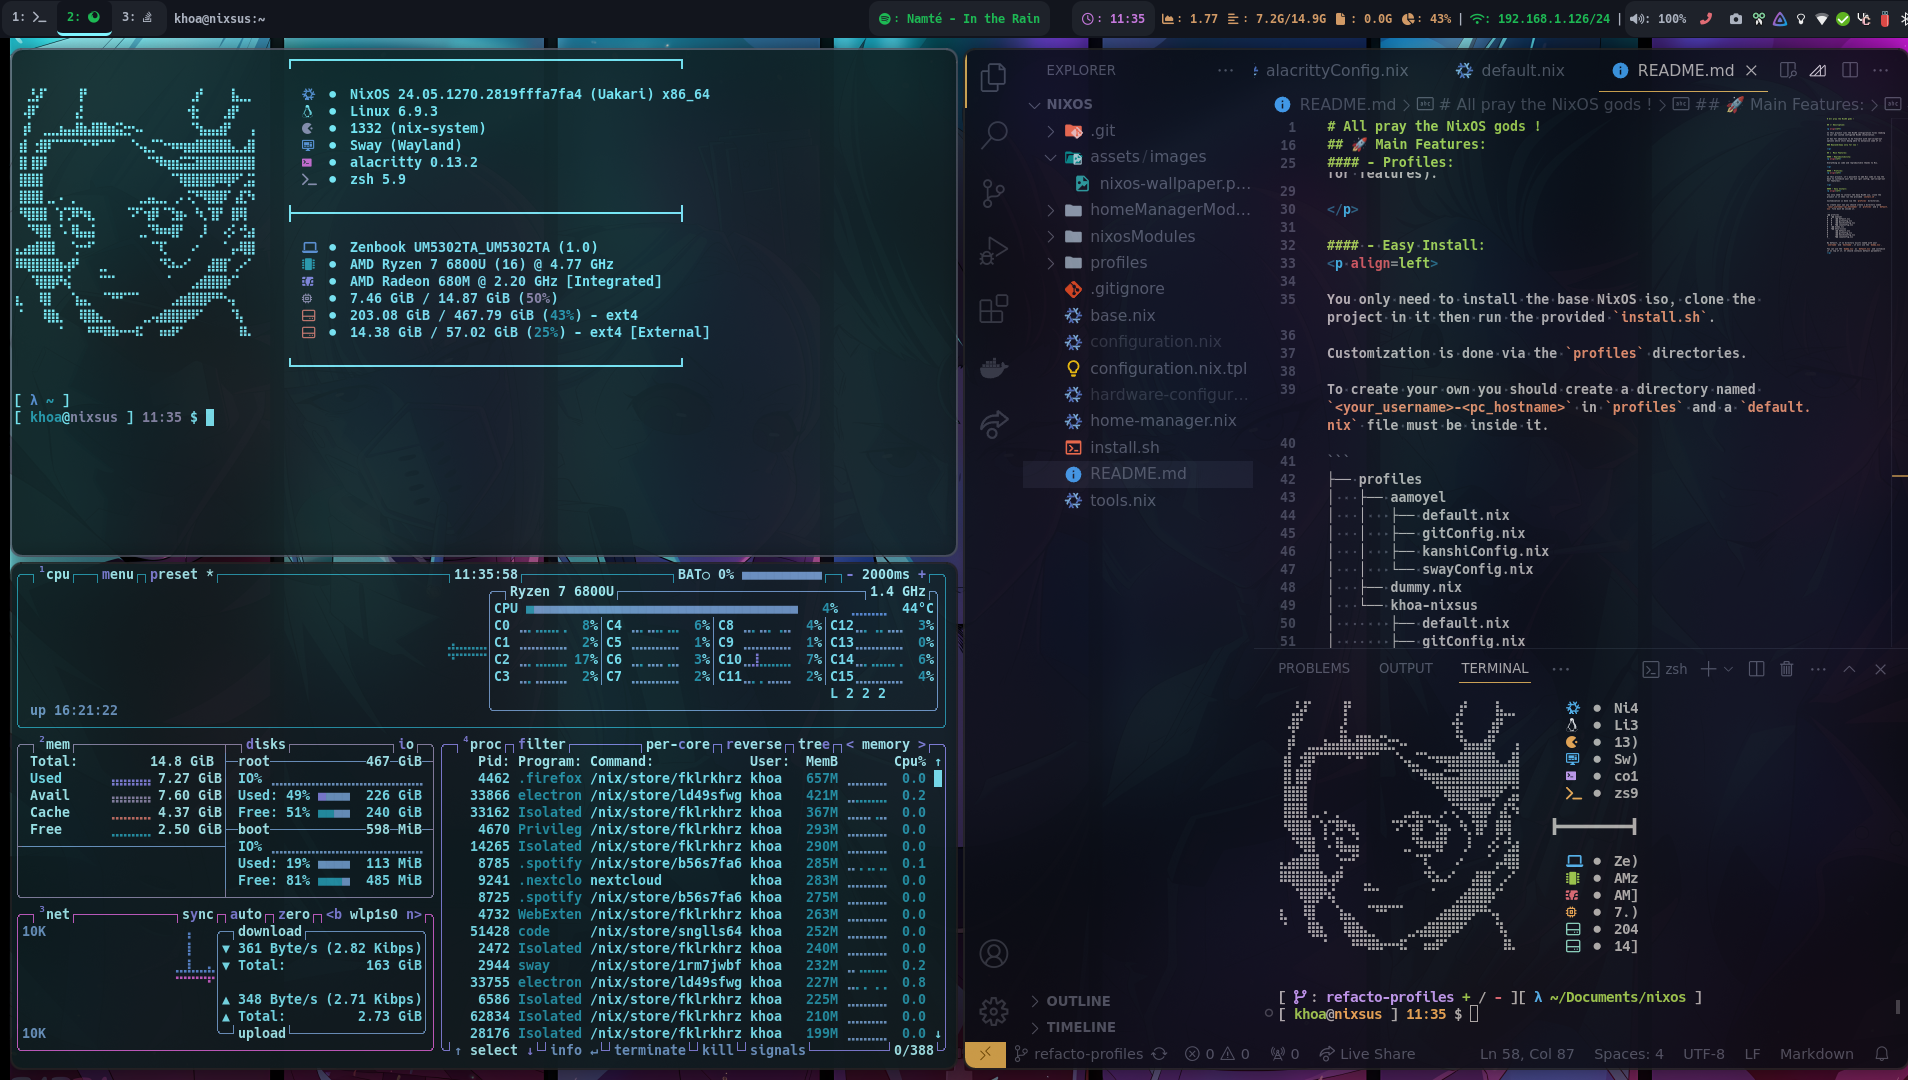 1:
2:
3:
khoa@nixsus:~
: Namté - In the Rain
: 11:35
: 1.77
: 7.2G/14.9G
: 0.0G
: 43% |
: 192.168.1.126/24 |
: 100%
NixOS 24.05.1270.2819fffa7fa4 (Uakari) x86_64
Linux 6.9.3
1332 (nix-system)
Sway (Wayland)
alacritty 0.13.2
zsh 5.9
Zenbook UM5302TA_UM5302TA (1.0)
AMD Ryzen 7 6800U (16) @ 4.77 GHz
AMD Radeon 680M @ 2.20 GHz [Integrated]
7.46 GiB / 14.87 GiB (50%)
203.08 GiB / 467.79 GiB (43%) - ext4
14.38 GiB / 57.02 GiB (25%) - ext4 [External]
[ λ ~ ]
[ khoa@nixsus ] 11:35 $
1cpu menu preset * 11:35:58 BAT○ 0% - 2000ms +
Ryzen 7 6800U 1.4 GHz
CPU 4% 44°C
C0 8% C4 6% C8 4% C12 3%
C1 2% C5 1% C9 1% C13 0%
C2 17% C6 3% C10 7% C14 6%
C3 2% C7 2% C11 2% C15 4%
L 2 2 2
up 16:21:22
2mem disks io
Total: 14.8 GiB
Used 7.27 GiB
Avail 7.60 GiB
Cache 4.37 GiB
Free 2.50 GiB
root 467 GiB
IO%
Used: 49% 226 GiB
Free: 51% 240 GiB
boot 598 MiB
IO%
Used: 19% 113 MiB
Free: 81% 485 MiB
3net sync auto zero <b wlp1s0 n>
10K
download
▼ 361 Byte/s (2.82 Kibps)
▼ Total: 163 GiB
▲ 348 Byte/s (2.71 Kibps)
▲ Total: 2.73 GiB
10K
upload
4proc filter per-core reverse tree < memory >
Pid: Program: Command: User: MemB Cpu% ↑
4462 .firefox /nix/store/fklrkhrz khoa 657M 0.0
33866 electron /nix/store/ld49sfwg khoa 421M 0.2
33162 Isolated /nix/store/fklrkhrz khoa 367M 0.0
4670 Privileg /nix/store/fklrkhrz khoa 293M 0.0
14265 Isolated /nix/store/fklrkhrz khoa 290M 0.0
8785 .spotify /nix/store/b56s7fa6 khoa 285M 0.1
9241 .nextclo nextcloud khoa 283M 0.0
8725 .spotify /nix/store/b56s7fa6 khoa 275M 0.0
4732 WebExten /nix/store/fklrkhrz khoa 263M 0.0
51428 code /nix/store/snglls64 khoa 252M 0.0
2472 Isolated /nix/store/fklrkhrz khoa 240M 0.0
2944 sway /nix/store/1rm7jwbf khoa 232M 0.2
33755 electron /nix/store/ld49sfwg khoa 227M 0.8
6586 Isolated /nix/store/fklrkhrz khoa 225M 0.0
62834 Isolated /nix/store/fklrkhrz khoa 210M 0.0
28176 Isolated /nix/store/fklrkhrz khoa 199M 0.0 ↓
↑ select ↓ info ↵ terminate kill signals 0/388
EXPLORER ···
NIXOS
.git
assets/images
nixos-wallpaper.p...
homeManagerMod...
nixosModules
profiles
.gitignore
base.nix
configuration.nix
configuration.nix.tpl
hardware-configur...
home-manager.nix
install.sh
README.md
tools.nix
OUTLINE
TIMELINE
alacrittyConfig.nix
default.nix
README.md
···
README.md > # All pray the NixOS gods ! > ## 🚀 Main Features: >
1 # All pray the NixOS gods !
16 ## 🚀 Main Features:
25 #### - Profiles:
for features).
29
30 </p>
31
32 #### - Easy Install:
33 <p align=left>
34
35 You only need to install the base NixOS iso, clone the
project in it then run the provided `install.sh`.
36
37 Customization is done via the `profiles` directories.
38
39 To create your own you should create a directory named
`<your_username>-<pc_hostname>` in `profiles` and a `default.
nix` file must be inside it.
40
41 ```
42 ├── profiles
43 │   ├── aamoyel
44 │   │   ├── default.nix
45 │   │   ├── gitConfig.nix
46 │   │   ├── kanshiConfig.nix
47 │   │   └── swayConfig.nix
48 │   ├── dummy.nix
49 │   └── khoa-nixsus
50 │       ├── default.nix
51 │       ├── gitConfig.nix
PROBLEMS OUTPUT TERMINAL ···
zsh
···
Ni4
Li3
13)
Sw)
co1
zs9
Ze)
AMz
AM]
7.)
204
14]
[ : refacto-profiles + / - ][ λ ~/Documents/nixos ]
[ khoa@nixsus ] 11:35 $
refacto-profiles
0 0
0
Live Share
Ln 58, Col 87
Spaces: 4
UTF-8
LF
Markdown